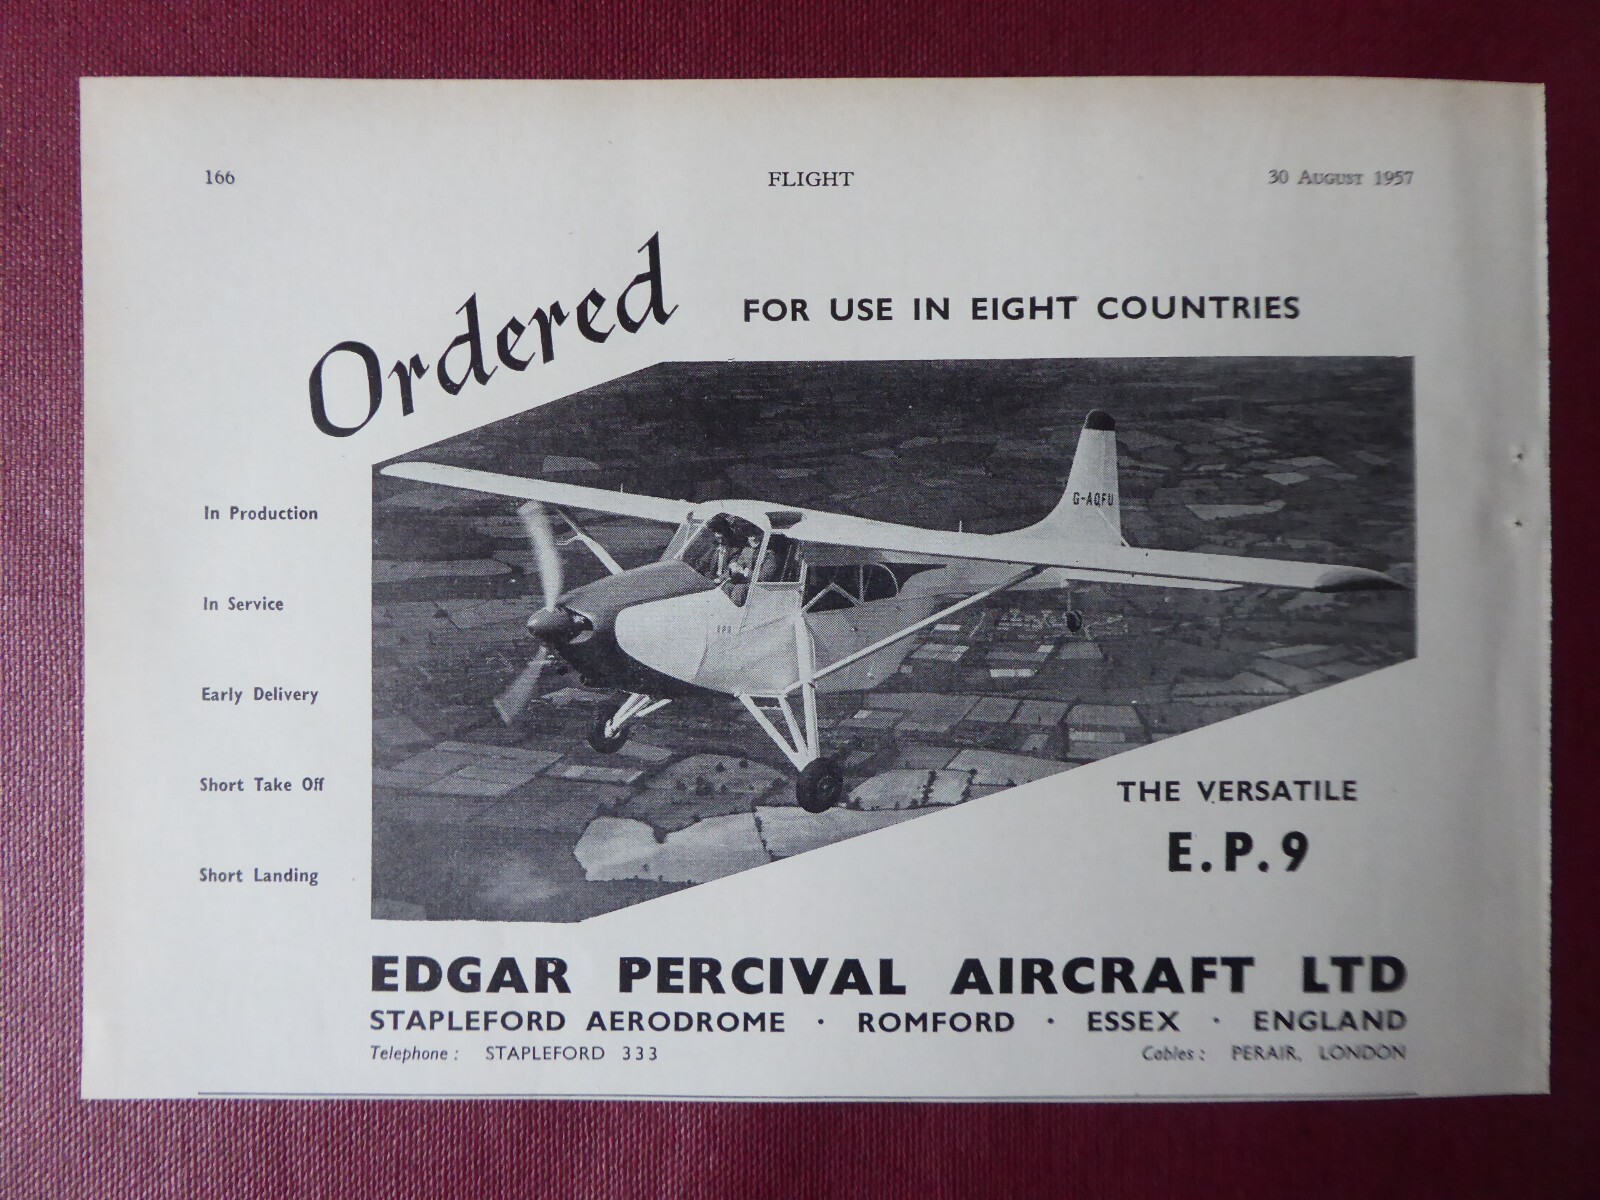 166 FLIGHT 30 AUGUST 1957
Ordered FOR USE IN EIGHT COUNTRIES
G-AQFU
In Production
In Service
Early Delivery
Short Take Off
Short Landing
THE VERSATILE
E.P.9
EDGAR PERCIVAL AIRCRAFT LTD
STAPLEFORD AERODROME · ROMFORD · ESSEX · ENGLAND
Telephone: STAPLEFORD 333 Cables: PERAIR, LONDON